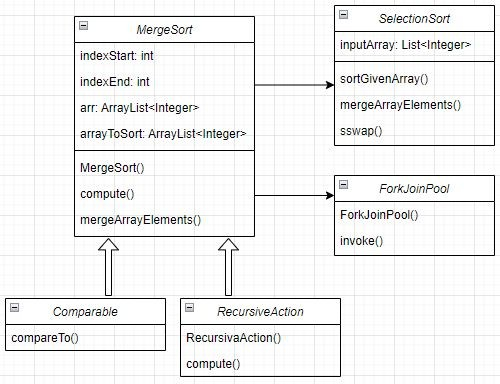 MergeSort
indexStart: int
indexEnd: int
arr: ArrayList<Integer>
arrayToSort: ArrayList<Integer>
MergeSort()
compute()
mergeArrayElements()
SelectionSort
inputArray: List<Integer>
sortGivenArray()
mergeArrayElements()
sswap()
ForkJoinPool
ForkJoinPool()
invoke()
Comparable
compareTo()
RecursiveAction
RecursivaAction()
compute()